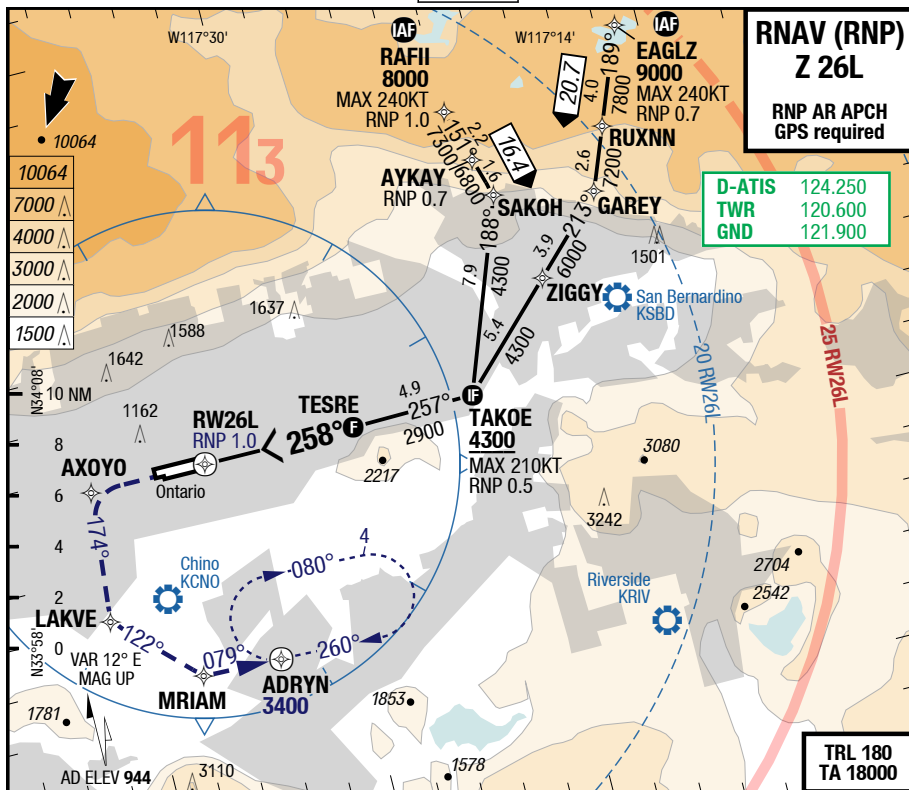 W117°30'
W117°14'
IAF
RAFII
8000
MAX 240KT
RNP 1.0
IAF
EAGLZ
9000
MAX 240KT
RNP 0.7
RNAV (RNP)
Z 26L
RNP AR APCH
GPS required
D-ATIS 124.250
TWR 120.600
GND 121.900
10064
113
10064
7000
4000
3000
2000
1500
20.7
189°
4.0
7800
RUXNN
2.6
7200
GAREY
151°
2.2
7300
1.6
6800
16.4
AYKAY
RNP 0.7
SAKOH
188°
7.9
4300
213°
3.9
6000
ZIGGY
5.4
4300
1501
San Bernardino
KSBD
1637
1588
1642
1162
N34°08'
10 NM
8
6
4
2
0
N33°58'
RW26L
RNP 1.0
TESRE
F
258°
4.9
257°
2900
IF
TAKOE
4300
MAX 210KT
RNP 0.5
20 RW26L
25 RW26L
2217
3080
3242
2704
2542
AXOYO
Ontario
174°
Chino
KCNO
Riverside
KRIV
4
080°
260°
LAKVE
122°
079°
MRIAM
ADRYN
3400
VAR 12° E
MAG UP
1781
1853
1578
3110
AD ELEV 944
TRL 180
TA 18000